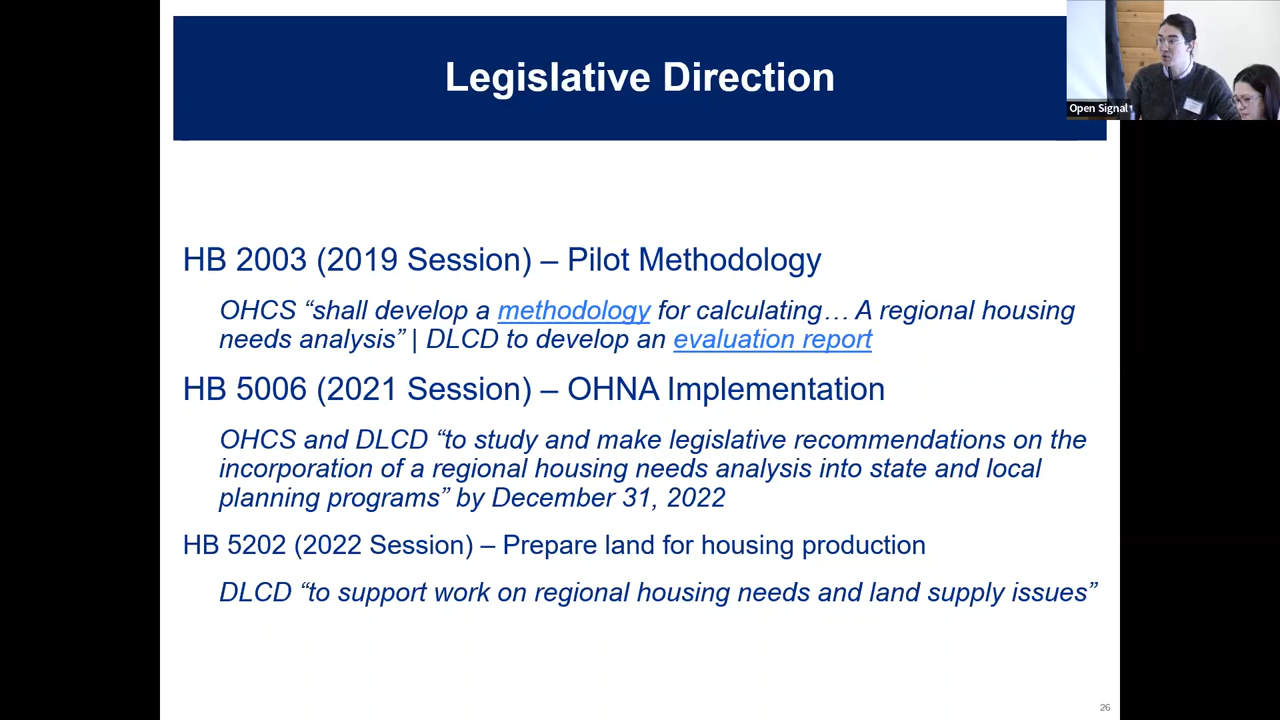 Legislative Direction
Open Signal
HB 2003 (2019 Session) – Pilot Methodology
OHCS “shall develop a methodology for calculating… A regional housing
needs analysis” | DLCD to develop an evaluation report
HB 5006 (2021 Session) – OHNA Implementation
OHCS and DLCD “to study and make legislative recommendations on the
incorporation of a regional housing needs analysis into state and local
planning programs” by December 31, 2022
HB 5202 (2022 Session) – Prepare land for housing production
DLCD “to support work on regional housing needs and land supply issues”
26